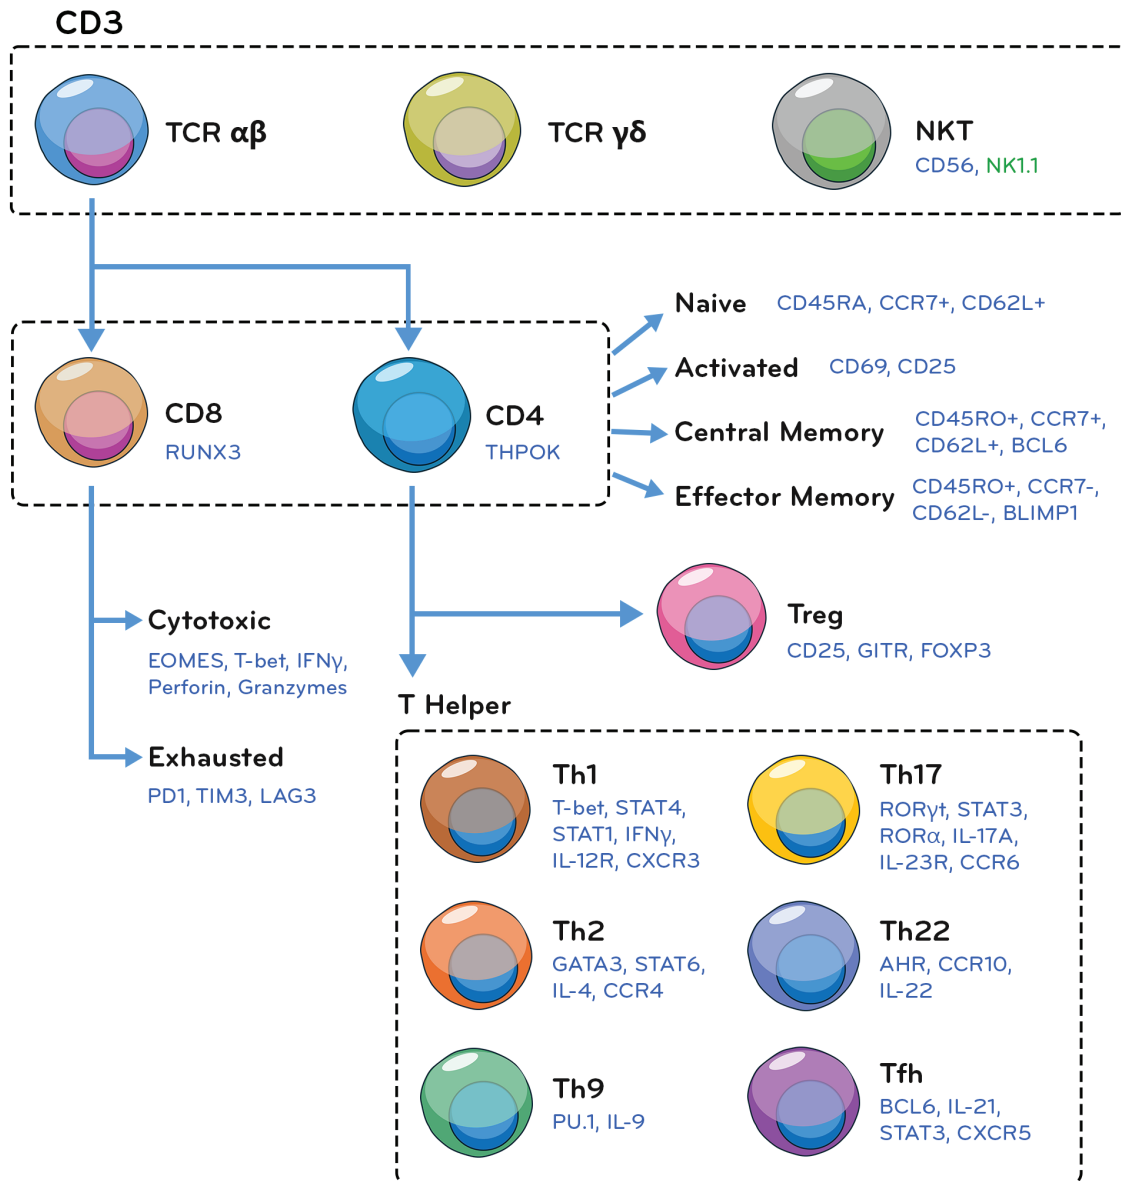 CD3
TCR αβ
TCR γδ
NKT
CD56, NK1.1
CD8
RUNX3
CD4
THPOK
Naive
CD45RA, CCR7+, CD62L+
Activated
CD69, CD25
Central Memory
CD45RO+, CCR7+,
CD62L+, BCL6
Effector Memory
CD45RO+, CCR7-,
CD62L-, BLIMP1
Cytotoxic
EOMES, T-bet, IFNγ,
Perforin, Granzymes
Exhausted
PD1, TIM3, LAG3
Treg
CD25, GITR, FOXP3
T Helper
Th1
T-bet, STAT4,
STAT1, IFNγ,
IL-12R, CXCR3
Th17
RORγt, STAT3,
RORα, IL-17A,
IL-23R, CCR6
Th2
GATA3, STAT6,
IL-4, CCR4
Th22
AHR, CCR10,
IL-22
Th9
PU.1, IL-9
Tfh
BCL6, IL-21,
STAT3, CXCR5